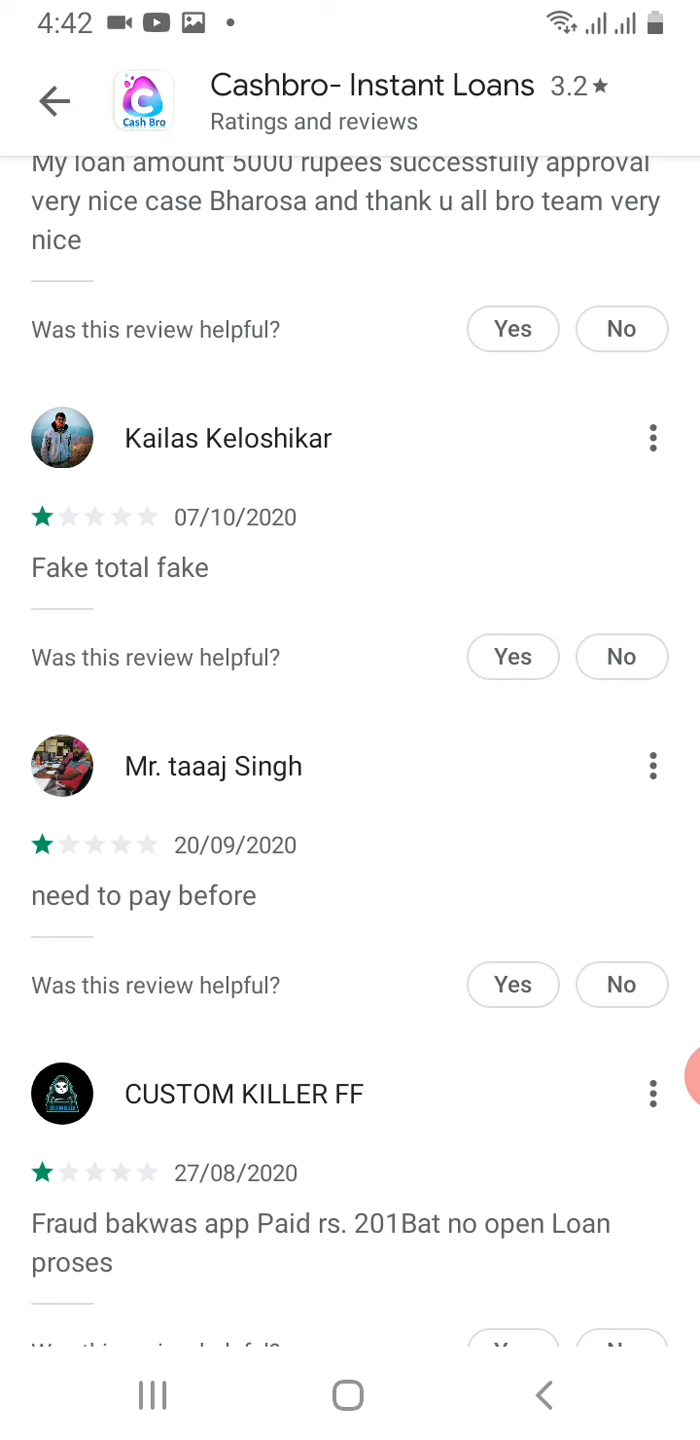 4:42
Cashbro- Instant Loans 3.2★
Cash Bro
Ratings and reviews
My loan amount 5000 rupees successfully approval
very nice case Bharosa and thank u all bro team very
nice
Was this review helpful? Yes No
Kailas Keloshikar
07/10/2020
Fake total fake
Was this review helpful? Yes No
Mr. taaaj Singh
20/09/2020
need to pay before
Was this review helpful? Yes No
CUSTOM KILLER FF
27/08/2020
Fraud bakwas app Paid rs. 201Bat no open Loan
proses